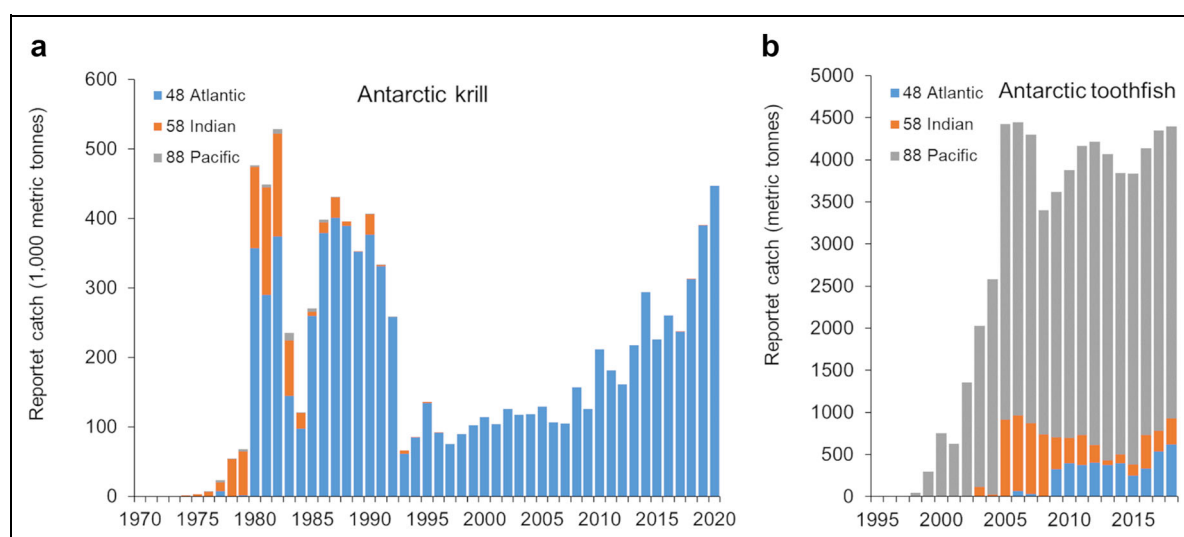 a
Antarctic krill
Reportet catch (1,000 metric tonnes)
48 Atlantic
58 Indian
88 Pacific
600
500
400
300
200
100
0
1970 1975 1980 1985 1990 1995 2000 2005 2010 2015 2020
b
Antarctic toothfish
Reportet catch (metric tonnes)
48 Atlantic
58 Indian
88 Pacific
5000
4500
4000
3500
3000
2500
2000
1500
1000
500
0
1995 2000 2005 2010 2015